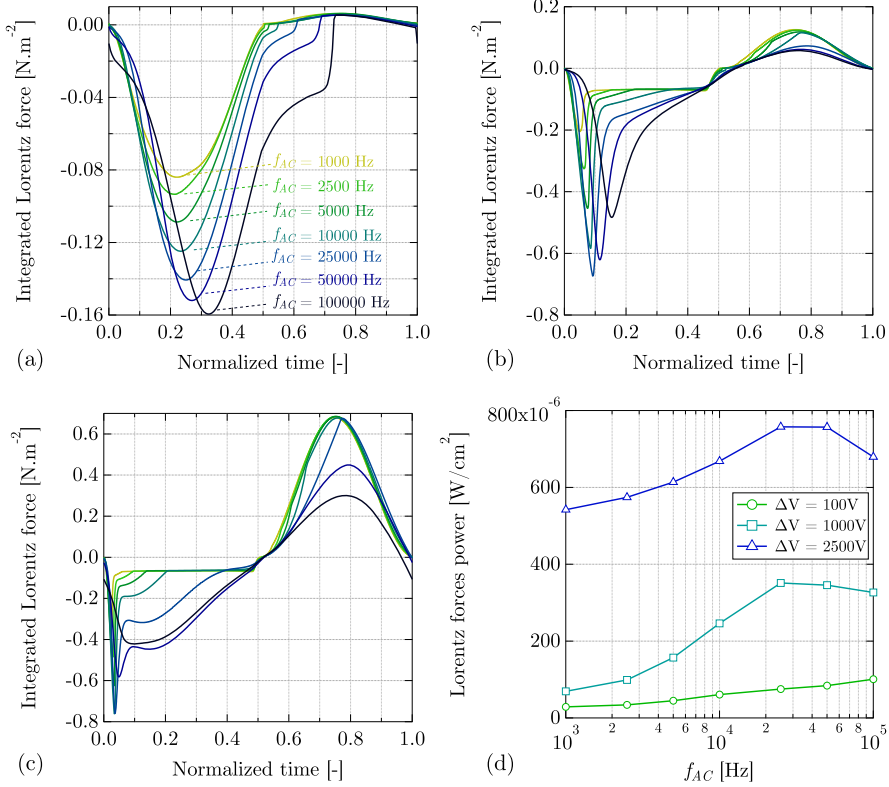 0.00
-0.04
-0.08
-0.12
-0.16
0.0
0.2
0.4
0.6
0.8
1.0
Integrated Lorentz force [N.m-2]
Normalized time [-]
f_AC = 1000 Hz
f_AC = 2500 Hz
f_AC = 5000 Hz
f_AC = 10000 Hz
f_AC = 25000 Hz
f_AC = 50000 Hz
f_AC = 100000 Hz
(a)
0.2
0.0
-0.2
-0.4
-0.6
-0.8
0.0
0.2
0.4
0.6
0.8
1.0
Integrated Lorentz force [N.m-2]
Normalized time [-]
(b)
0.6
0.4
0.2
0.0
-0.2
-0.4
-0.6
-0.8
0.0
0.2
0.4
0.6
0.8
1.0
Integrated Lorentz force [N.m-2]
Normalized time [-]
(c)
800x10-6
600
400
200
0
10^3
2
4
6
8
10^4
2
4
6
8
10^5
Lorentz forces power [W/cm2]
f_AC [Hz]
ΔV = 100V
ΔV = 1000V
ΔV = 2500V
(d)